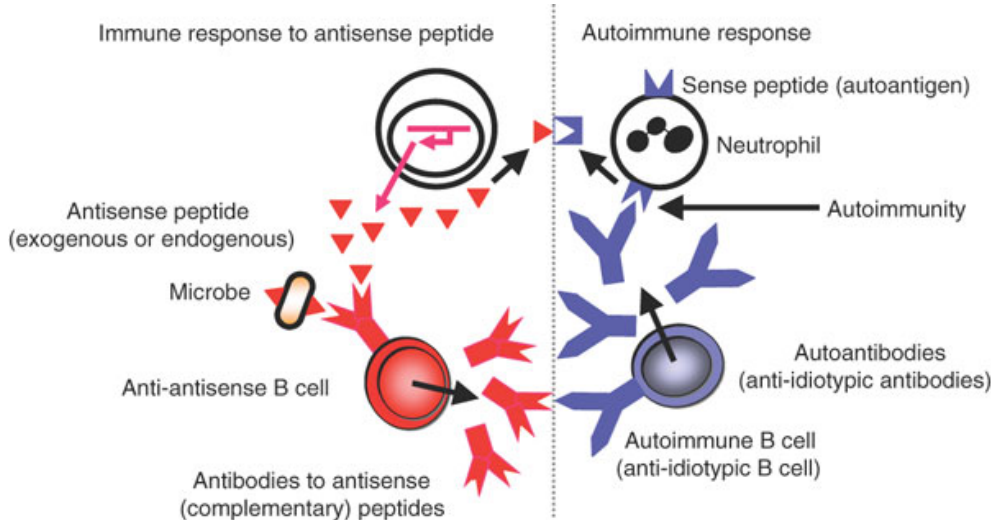 Immune response to antisense peptide
Autoimmune response
Sense peptide (autoantigen)
Neutrophil
Antisense peptide
(exogenous or endogenous)
Autoimmunity
Microbe
Anti-antisense B cell
Autoantibodies
(anti-idiotypic antibodies)
Autoimmune B cell
(anti-idiotypic B cell)
Antibodies to antisense
(complementary) peptides